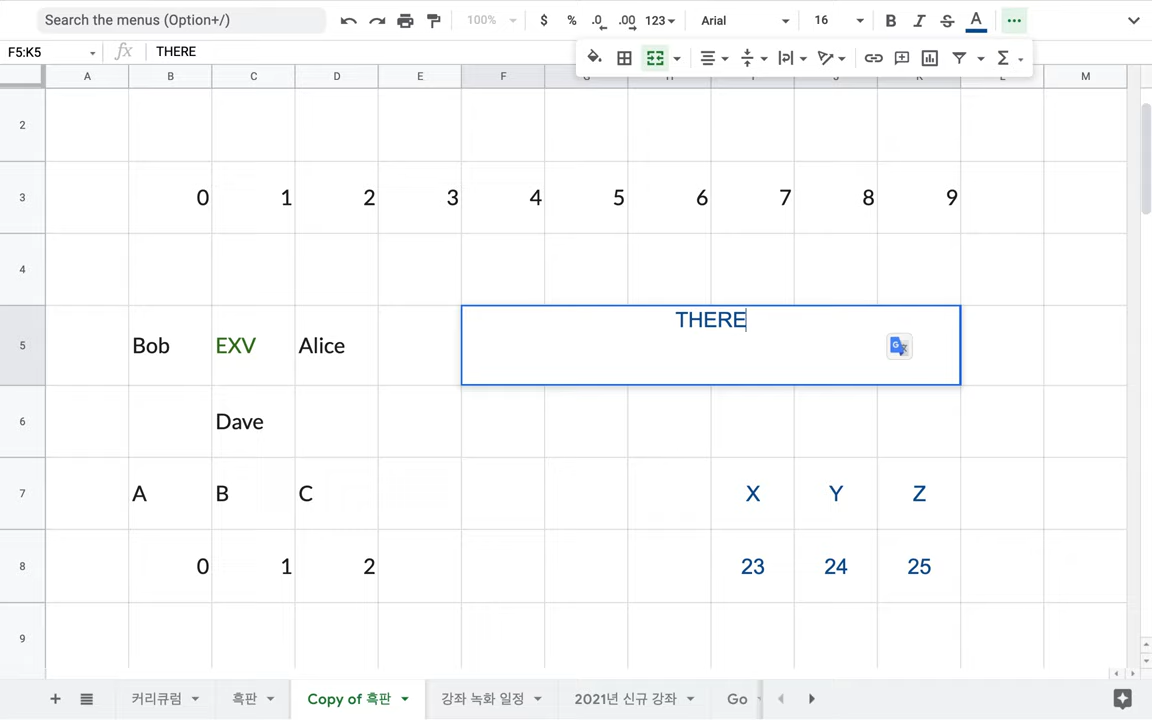 Search the menus (Option+/) 100% $ % .0 .00 123 Arial 16 B I S A
F5:K5 fx THERE
A B C D E F G H I J K L M
2
3 0 1 2 3 4 5 6 7 8 9
4
THERE
5 Bob EXV Alice
6 Dave
7 A B C X Y Z
8 0 1 2 23 24 25
9
커리큘럼 흑판 Copy of 흑판 강좌 녹화 일정 2021년 신규 강좌 Go